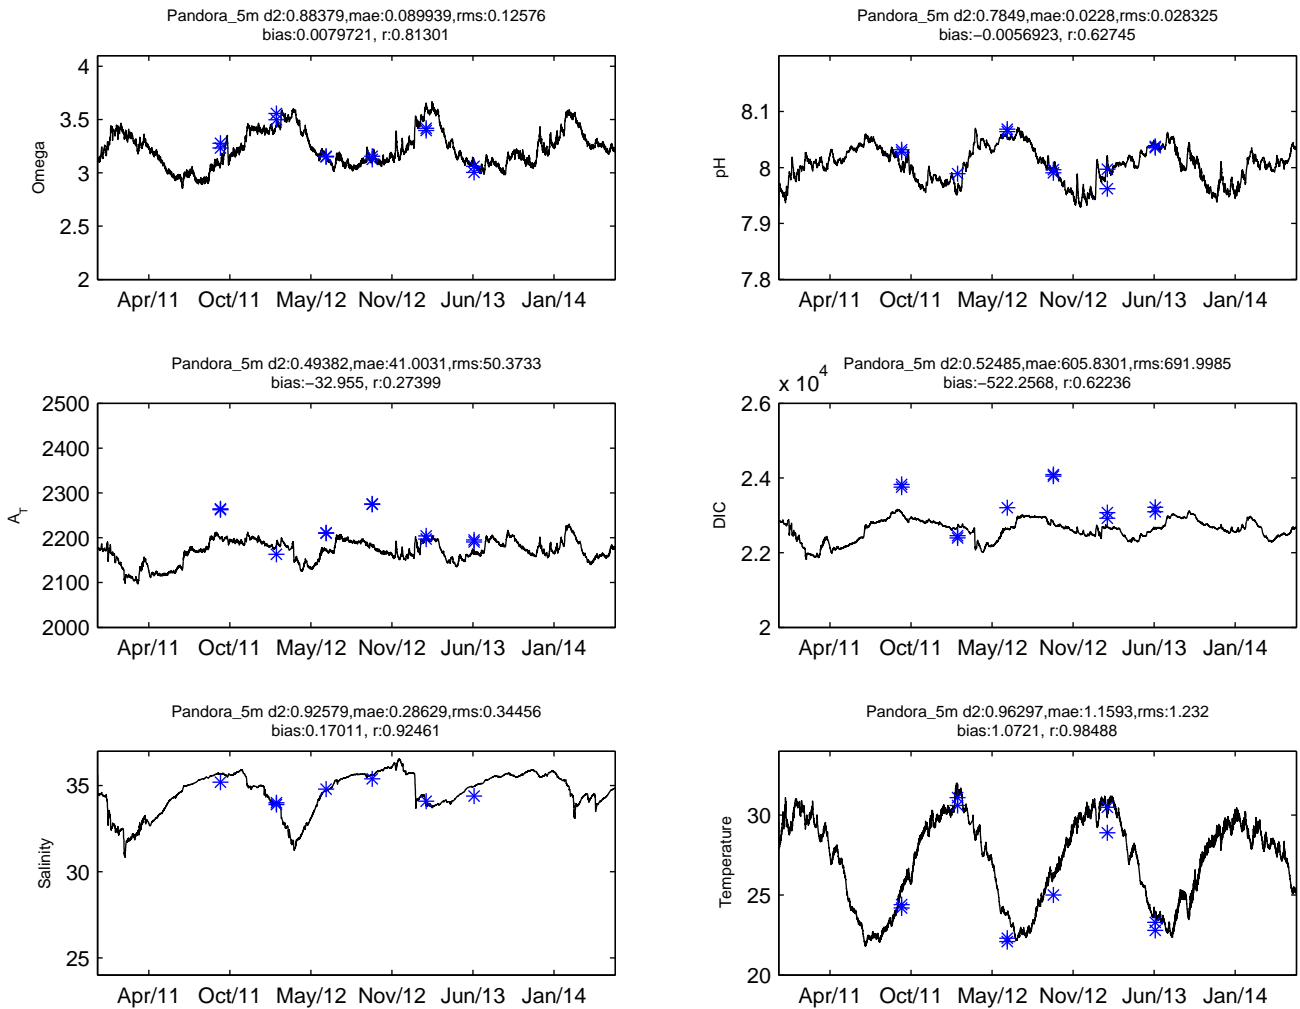 Pandora_5m d2:0.88379,mae:0.089939,rms:0.12576
bias:0.0079721, r:0.81301
4
3.5
3
2.5
2
Omega
Apr/11 Oct/11 May/12 Nov/12 Jun/13 Jan/14
Pandora_5m d2:0.7849,mae:0.0228,rms:0.028325
bias:−0.0056923, r:0.62745
8.1
8
7.9
7.8
pH
Apr/11 Oct/11 May/12 Nov/12 Jun/13 Jan/14
Pandora_5m d2:0.49382,mae:41.0031,rms:50.3733
bias:−32.955, r:0.27399
2500
2400
2300
2200
2100
2000
A_T
Apr/11 Oct/11 May/12 Nov/12 Jun/13 Jan/14
Pandora_5m d2:0.52485,mae:605.8301,rms:691.9985
bias:−522.2568, r:0.62236
x 10^4
2.6
2.4
2.2
2
DIC
Apr/11 Oct/11 May/12 Nov/12 Jun/13 Jan/14
Pandora_5m d2:0.92579,mae:0.28629,rms:0.34456
bias:0.17011, r:0.92461
35
30
25
Salinity
Apr/11 Oct/11 May/12 Nov/12 Jun/13 Jan/14
Pandora_5m d2:0.96297,mae:1.1593,rms:1.232
bias:1.0721, r:0.98488
30
25
20
Temperature
Apr/11 Oct/11 May/12 Nov/12 Jun/13 Jan/14